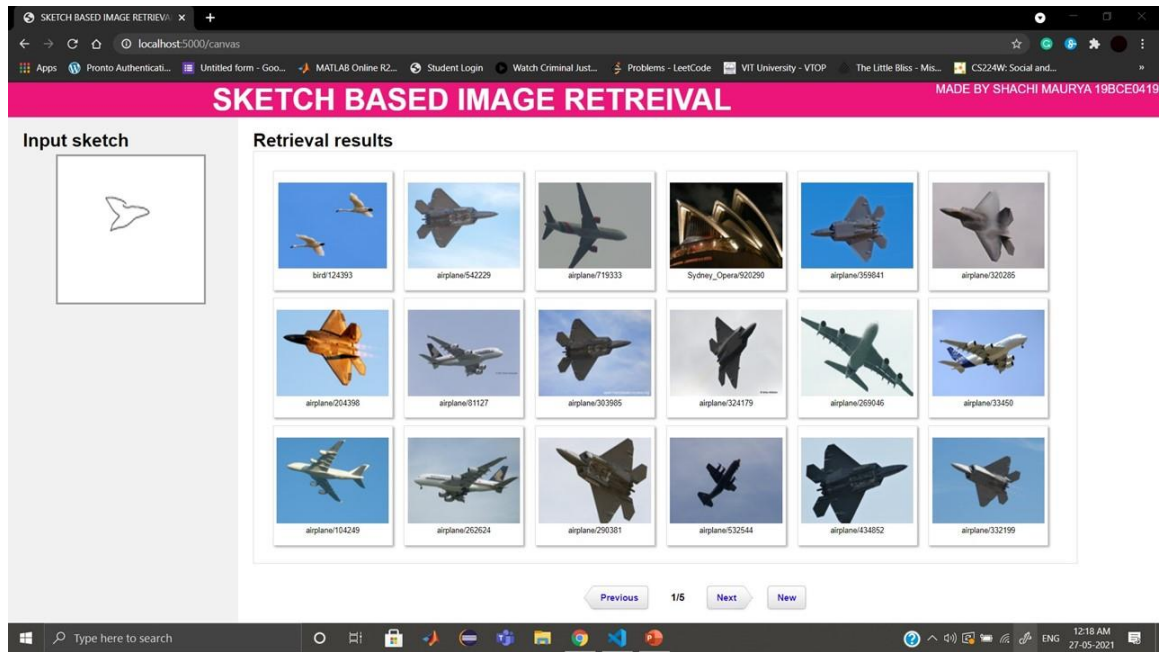 SKETCH BASED IMAGE RETRIEVA
localhost:5000/canvas
Apps Pronto Authenticati... Untitled form - Goo... MATLAB Online R2... Student Login Watch Criminal Just... Problems - LeetCode VIT University - VTOP The Little Bliss - Mis... CS224W: Social and... »
SKETCH BASED IMAGE RETREIVAL
MADE BY SHACHI MAURYA 19BCE0419
Input sketch
Retrieval results
bird/124393 airplane/542229 airplane/719333 Sydney_Opera/920290 airplane/359841 airplane/320285
airplane/204398 airplane/81127 airplane/303985 airplane/324179 airplane/269046 airplane/33450
airplane/104249 airplane/262624 airplane/290381 airplane/532544 airplane/434852 airplane/332199
Previous 1/5 Next New
Type here to search
ENG
12:18 AM
27-05-2021